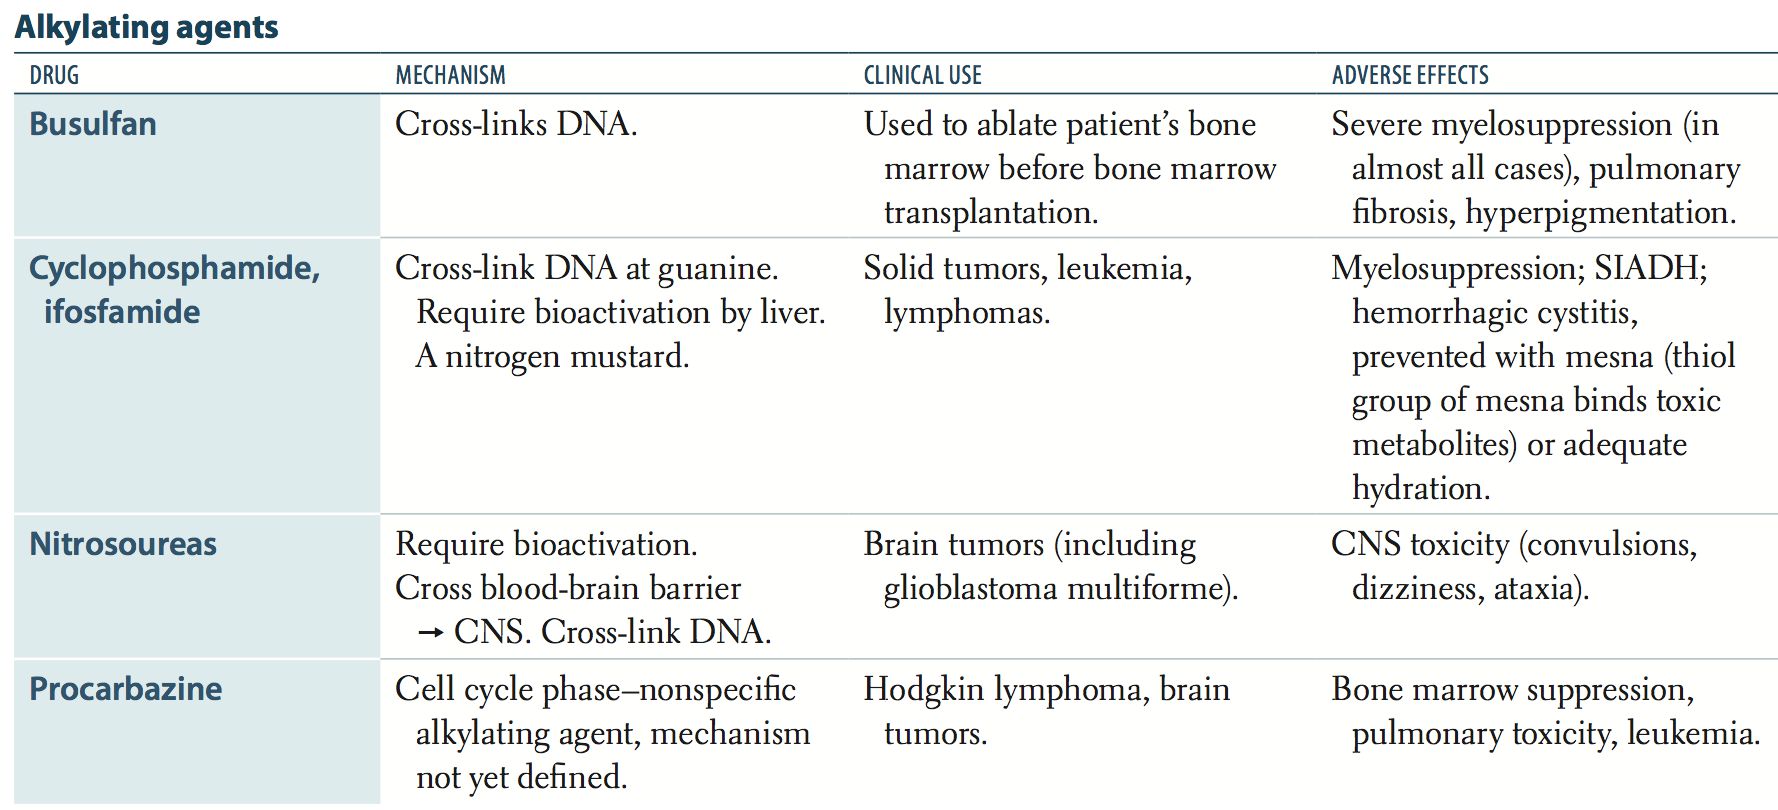 Alkylating agents
DRUG MECHANISM CLINICAL USE ADVERSE EFFECTS
Busulfan
Cross-links DNA.
Used to ablate patient’s bone
marrow before bone marrow
transplantation.
Severe myelosuppression (in
almost all cases), pulmonary
fibrosis, hyperpigmentation.
Cyclophosphamide,
ifosfamide
Cross-link DNA at guanine.
Require bioactivation by liver.
A nitrogen mustard.
Solid tumors, leukemia,
lymphomas.
Myelosuppression; SIADH;
hemorrhagic cystitis,
prevented with mesna (thiol
group of mesna binds toxic
metabolites) or adequate
hydration.
Nitrosoureas
Require bioactivation.
Cross blood-brain barrier
→ CNS. Cross-link DNA.
Brain tumors (including
glioblastoma multiforme).
CNS toxicity (convulsions,
dizziness, ataxia).
Procarbazine
Cell cycle phase–nonspecific
alkylating agent, mechanism
not yet defined.
Hodgkin lymphoma, brain
tumors.
Bone marrow suppression,
pulmonary toxicity, leukemia.